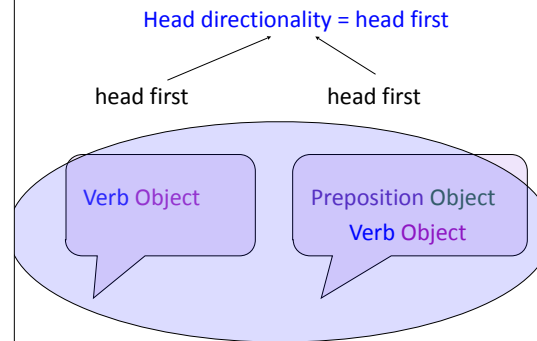 Head directionality = head first
head first head first
Verb Object
Preposition Object
Verb Object